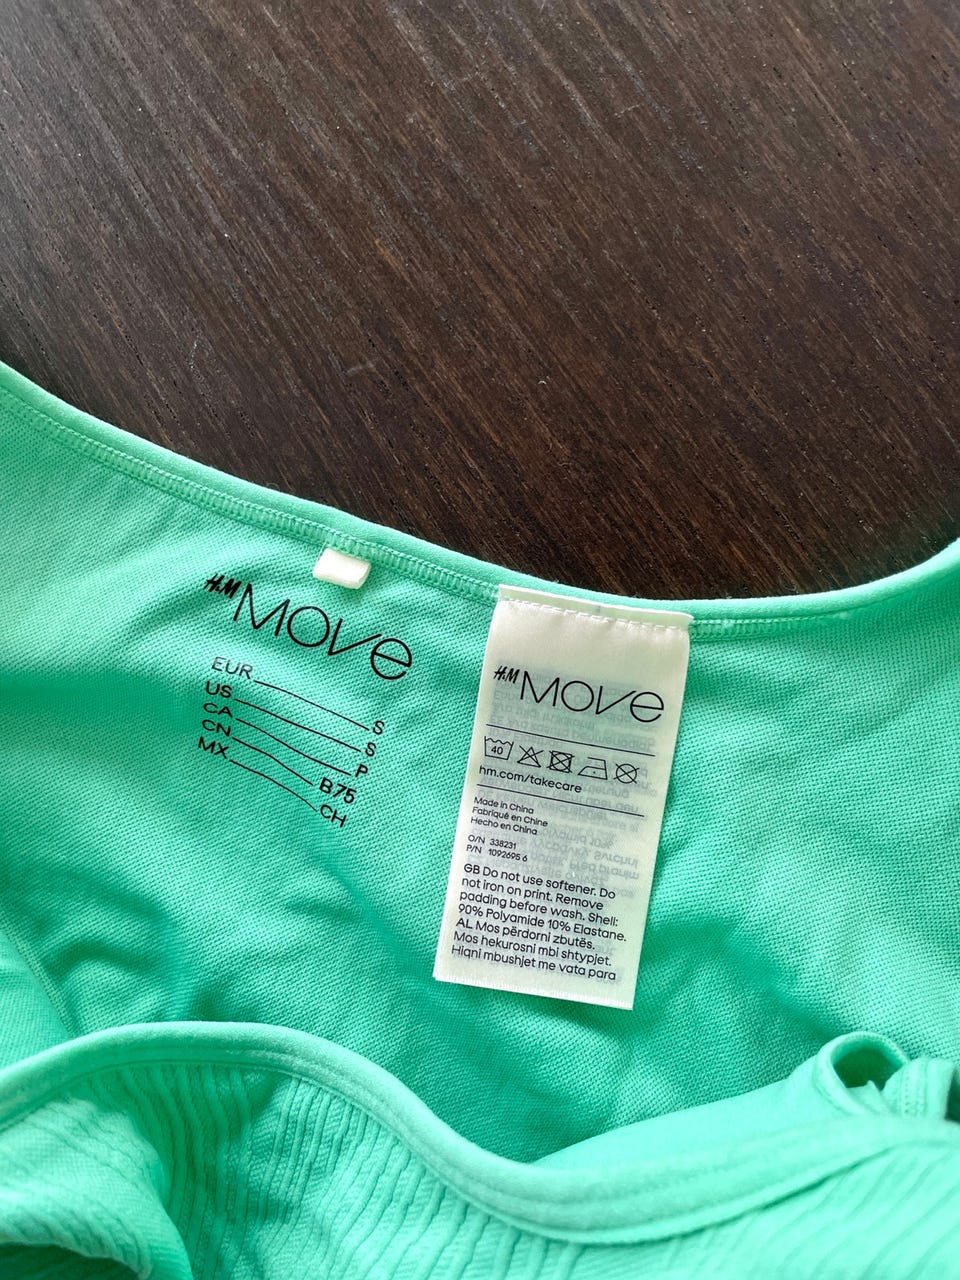 H&M MOVE
EUR S
US S
CA P
CN B75
MX CH
H&M MOVE
40
hm.com/takecare
Made in China
Fabriqué en Chine
Hecho en China
O/N 338231
P/N 1092695 6
GB Do not use softener. Do
not iron on print. Remove
padding before wash. Shell:
90% Polyamide 10% Elastane.
AL Mos përdorni zbutës.
Mos hekurosni mbi shtypjet.
Hiqni mbushjet me vata para